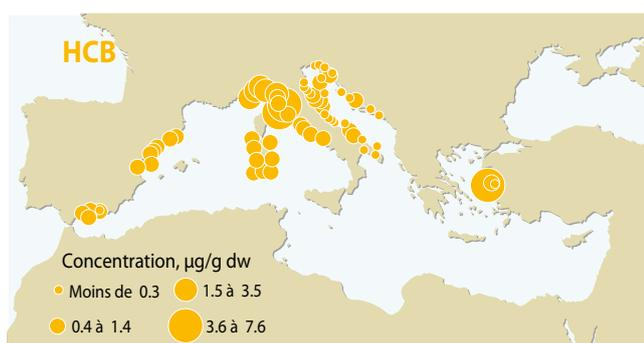 HCB
Concentration, µg/g dw
Moins de 0.3
1.5 à 3.5
0.4 à 1.4
3.6 à 7.6